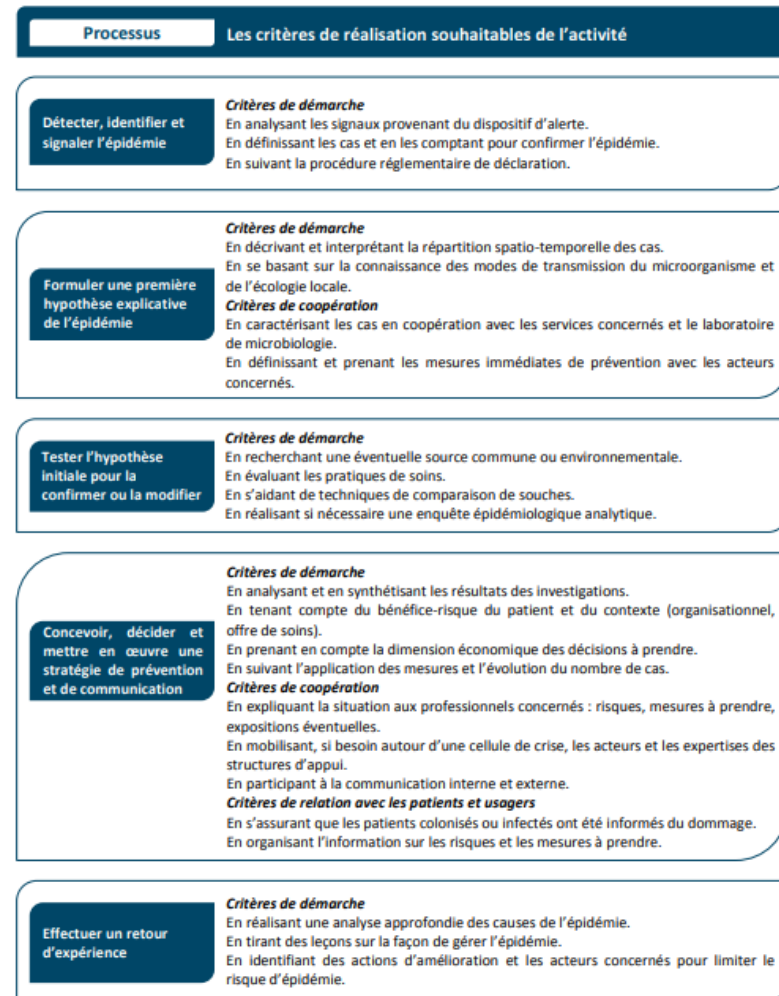 Processus
Les critères de réalisation souhaitables de l'activité
Détecter, identifier et
signaler l'épidémie
Critères de démarche
En analysant les signaux provenant du dispositif d'alerte.
En définissant les cas et en les comptant pour confirmer l'épidémie.
En suivant la procédure réglementaire de déclaration.
Formuler une première
hypothèse explicative
de l'épidémie
Critères de démarche
En décrivant et interprétant la répartition spatio-temporelle des cas.
En se basant sur la connaissance des modes de transmission du microorganisme et
de l'écologie locale.
Critères de coopération
En caractérisant les cas en coopération avec les services concernés et le laboratoire
de microbiologie.
En définissant et prenant les mesures immédiates de prévention avec les acteurs
concernés.
Tester l'hypothèse
initiale pour la
confirmer ou la modifier
Critères de démarche
En recherchant une éventuelle source commune ou environnementale.
En évaluant les pratiques de soins.
En s'aidant de techniques de comparaison de souches.
En réalisant si nécessaire une enquête épidémiologique analytique.
Concevoir, décider et
mettre en œuvre une
stratégie de prévention
et de communication
Critères de démarche
En analysant et en synthétisant les résultats des investigations.
En tenant compte du bénéfice-risque du patient et du contexte (organisationnel,
offre de soins).
En prenant en compte la dimension économique des décisions à prendre.
En suivant l'application des mesures et l'évolution du nombre de cas.
Critères de coopération
En expliquant la situation aux professionnels concernés : risques, mesures à prendre,
expositions éventuelles.
En mobilisant, si besoin autour d'une cellule de crise, les acteurs et les expertises des
structures d'appui.
En participant à la communication interne et externe.
Critères de relation avec les patients et usagers
En s'assurant que les patients colonisés ou infectés ont été informés du dommage.
En organisant l'information sur les risques et les mesures à prendre.
Effectuer un retour
d'expérience
Critères de démarche
En réalisant une analyse approfondie des causes de l'épidémie.
En tirant des leçons sur la façon de gérer l'épidémie.
En identifiant des actions d'amélioration et les acteurs concernés pour limiter le
risque d'épidémie.